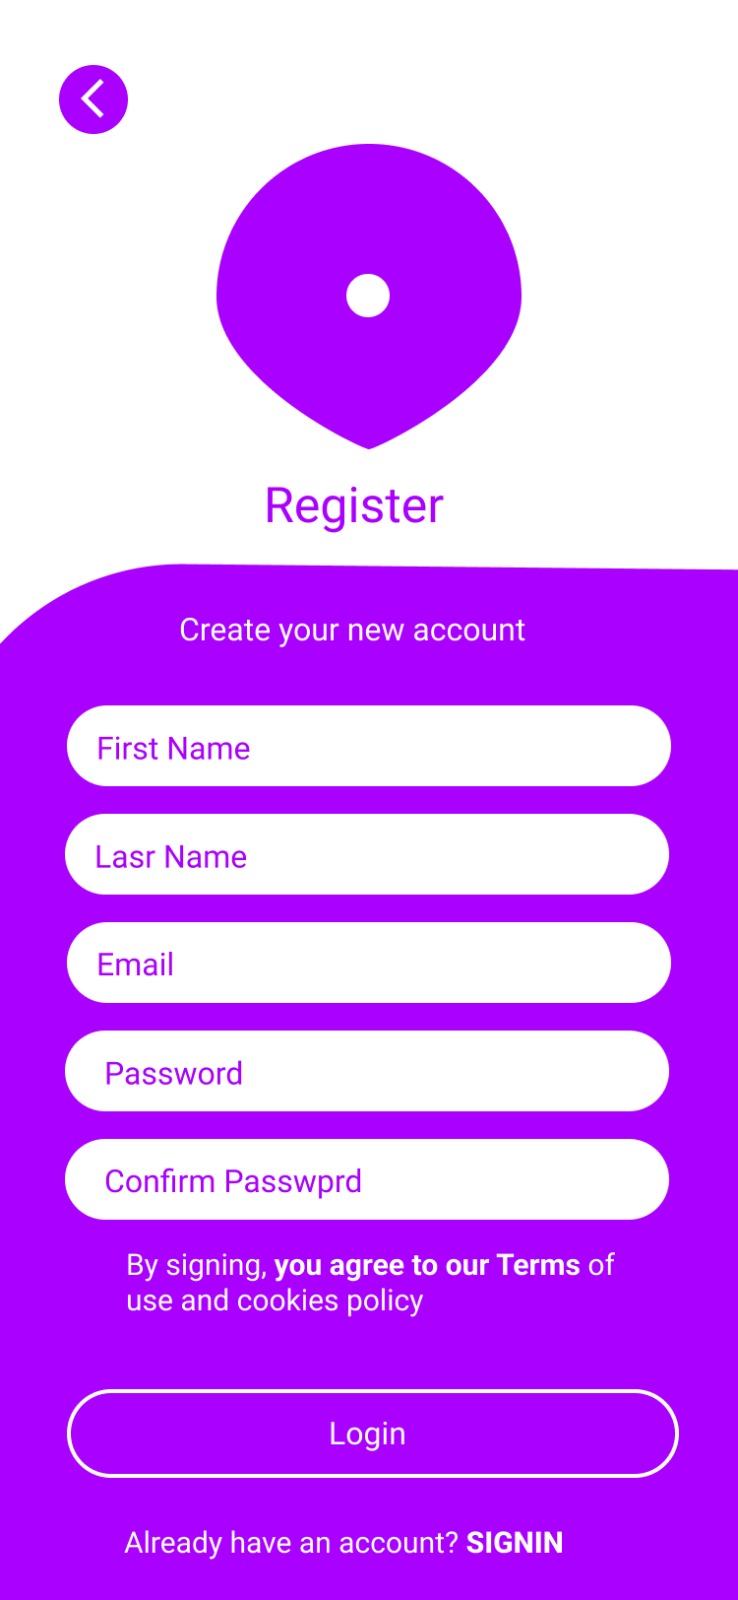 Register
Create your new account
First Name
Lasr Name
Email
Password
Confirm Passwprd
By signing, you agree to our Terms of
use and cookies policy
Login
Already have an account? SIGNIN